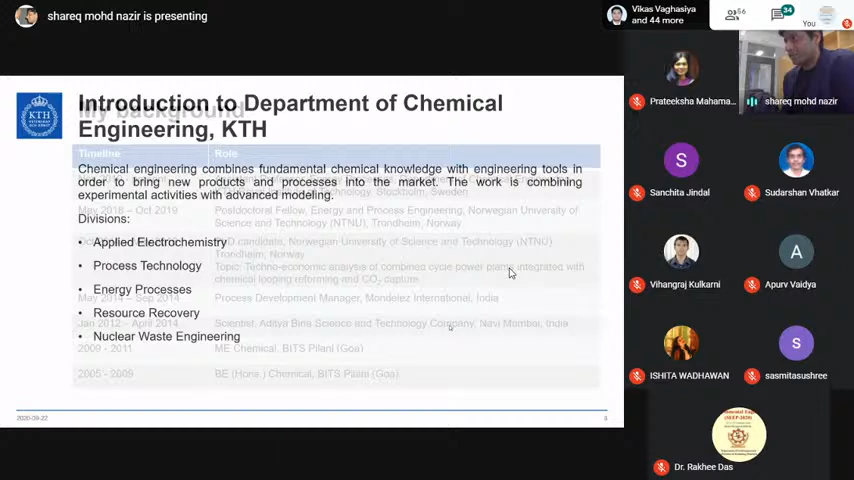 shareq mohd nazir is presenting
Vikas Vaghasiya
and 44 more
56
34
You
KTH
Introduction to Department of Chemical
Engineering, KTH
My background
Timeline Role
Chemical engineering combines fundamental chemical knowledge with engineering tools in
order to bring new products and processes into the market. The work is combining
experimental activities with advanced modeling.
Technology, Stockholm, Sweden
Divisions:
May 2018 – Oct 2019 Postdoctoral Fellow, Energy and Process Engineering, Norwegian University of
Science and Technology (NTNU), Trondheim, Norway
• Applied Electrochemistry
candidate, Norwegian University of Science and Technology (NTNU)
Trondheim, Norway
• Process Technology
Topic: Techno-economic analysis of combined cycle power plants integrated with
chemical looping reforming and CO2 capture
• Energy Processes
May 2014 – Sep 2014 Process Development Manager, Mondelez International, India
• Resource Recovery
Jan 2012 – April 2014 Scientist, Aditya Birla Science and Technology Company, Navi Mumbai, India
• Nuclear Waste Engineering
2009 - 2011 ME Chemical, BITS Pilani (Goa)
2005 - 2009 BE (Hons.) Chemical, BITS Pilani (Goa)
2020-09-22
Prateeksha Mahama...
shareq mohd nazir
S
Sanchita Jindal
Sudarshan Vhatkar
Vihangraj Kulkarni
A
Apurv Vaidya
ISHITA WADHAWAN
S
sasmitasushree
(SEEP-2020)
Dr. Rakhee Das